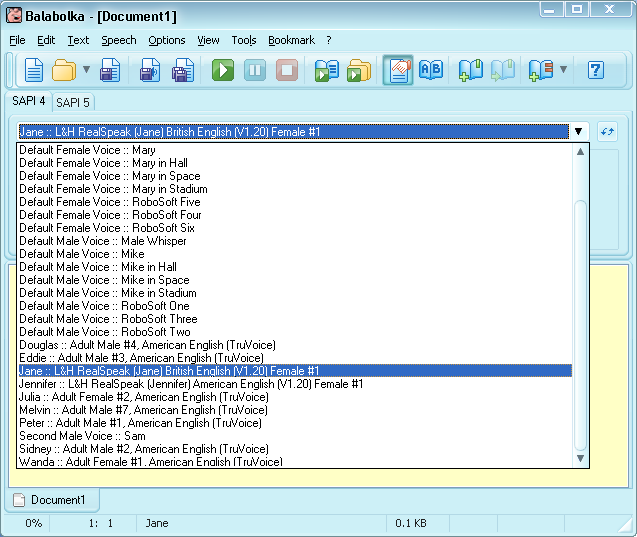 Balabolka - [Document1]
File Edit Text Speech Options View Tools Bookmark ?
SAPI 4 SAPI 5
Jane :: L&H RealSpeak (Jane) British English (V1.20) Female #1
Default Female Voice :: Mary
Default Female Voice :: Mary in Hall
Default Female Voice :: Mary in Space
Default Female Voice :: Mary in Stadium
Default Female Voice :: RoboSoft Five
Default Female Voice :: RoboSoft Four
Default Female Voice :: RoboSoft Six
Default Male Voice :: Male Whisper
Default Male Voice :: Mike
Default Male Voice :: Mike in Hall
Default Male Voice :: Mike in Space
Default Male Voice :: Mike in Stadium
Default Male Voice :: RoboSoft One
Default Male Voice :: RoboSoft Three
Default Male Voice :: RoboSoft Two
Douglas :: Adult Male #4, American English (TruVoice)
Eddie :: Adult Male #3, American English (TruVoice)
Jane :: L&H RealSpeak (Jane) British English (V1.20) Female #1
Jennifer :: L&H RealSpeak (Jennifer) American English (V1.20) Female #1
Julia :: Adult Female #2, American English (TruVoice)
Melvin :: Adult Male #7, American English (TruVoice)
Peter :: Adult Male #1, American English (TruVoice)
Second Male Voice :: Sam
Sidney :: Adult Male #2, American English (TruVoice)
Wanda :: Adult Female #1, American English (TruVoice)
Document1
0% 1: 1 Jane 0.1 KB